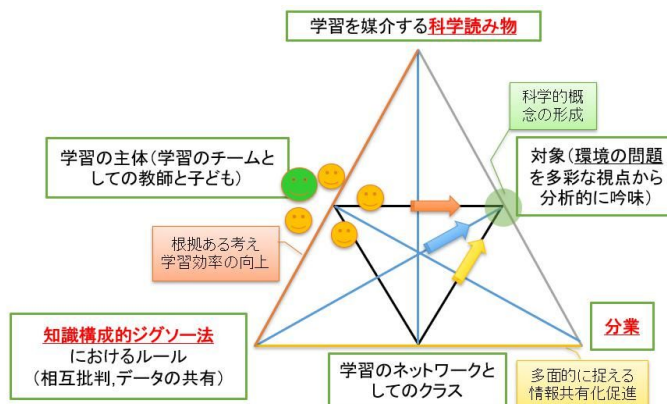 学習を媒介する科学読み物
科学的概
念の形成
学習の主体(学習のチームと
しての教師と子ども)
対象(環境の問題
を多彩な視点から
分析的に吟味)
根拠ある考え
学習効率の向上
知識構成的ジグソー法
におけるルール
(相互批判,データの共有)
学習のネットワークと
してのクラス
分業
多面的に捉える
情報共有化促進